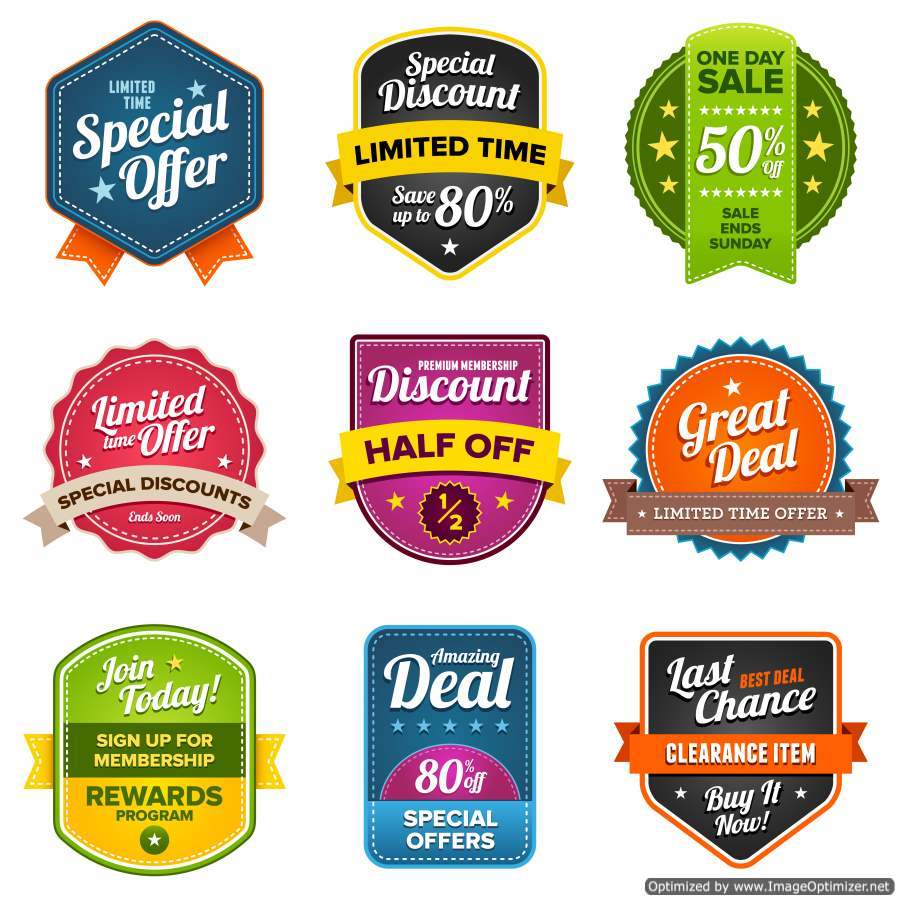 LIMITED
TIME
Special
Offer
Special
Discount
LIMITED TIME
Save
up to 80%
ONE DAY
SALE
50% Off
SALE
ENDS
SUNDAY
Limited
time Offer
SPECIAL DISCOUNTS
Ends Soon
PREMIUM MEMBERSHIP
Discount
HALF OFF
1/2
Great
Deal
LIMITED TIME OFFER
Join
Today!
SIGN UP FOR
MEMBERSHIP
REWARDS
PROGRAM
Amazing
Deal
80% off
SPECIAL
OFFERS
Last
BEST DEAL
Chance
CLEARANCE ITEM
Buy It
Now!
Optimized by www.ImageOptimizer.net